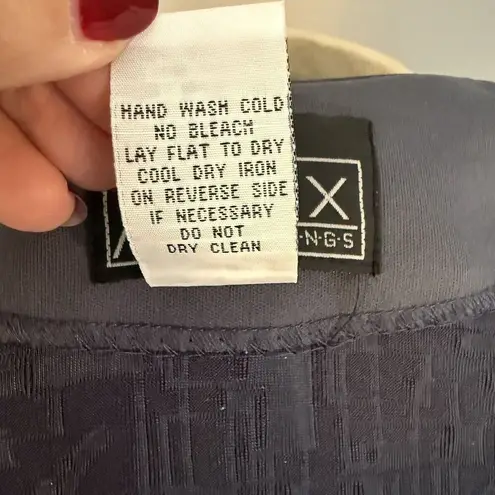 HAND WASH COLD
NO BLEACH
LAY FLAT TO DRY
COOL DRY IRON
ON REVERSE SIDE
IF NECESSARY
DO NOT
DRY CLEAN
X
N·G·S